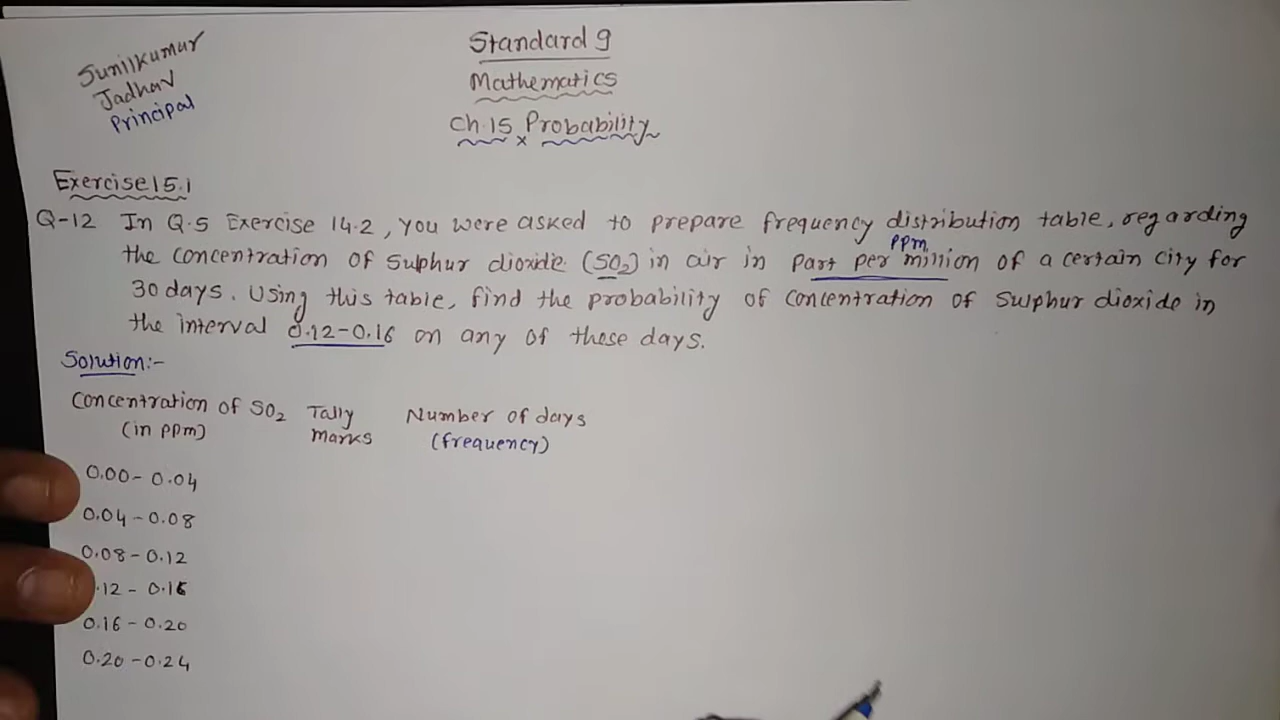 Sunilkumar
Jadhav
Principal
Standard 9
Mathematics
Ch.15 Probability
Exercise 15.1
Q-12 In Q.5 Exercise 14.2, you were asked to prepare frequency distribution table, regarding
the concentration of Sulphur dioxide (SO2) in air in part per million of a certain city for
ppm
30 days. Using this table, find the probability of concentration of Sulphur dioxide in
the interval 0.12-0.16 on any of these days.
Solution:-
Concentration of SO2 Tally Number of days
(in ppm) marks (frequency)
0.00-0.04
0.04-0.08
0.08-0.12
.12 - 0.16
0.16-0.20
0.20-0.24